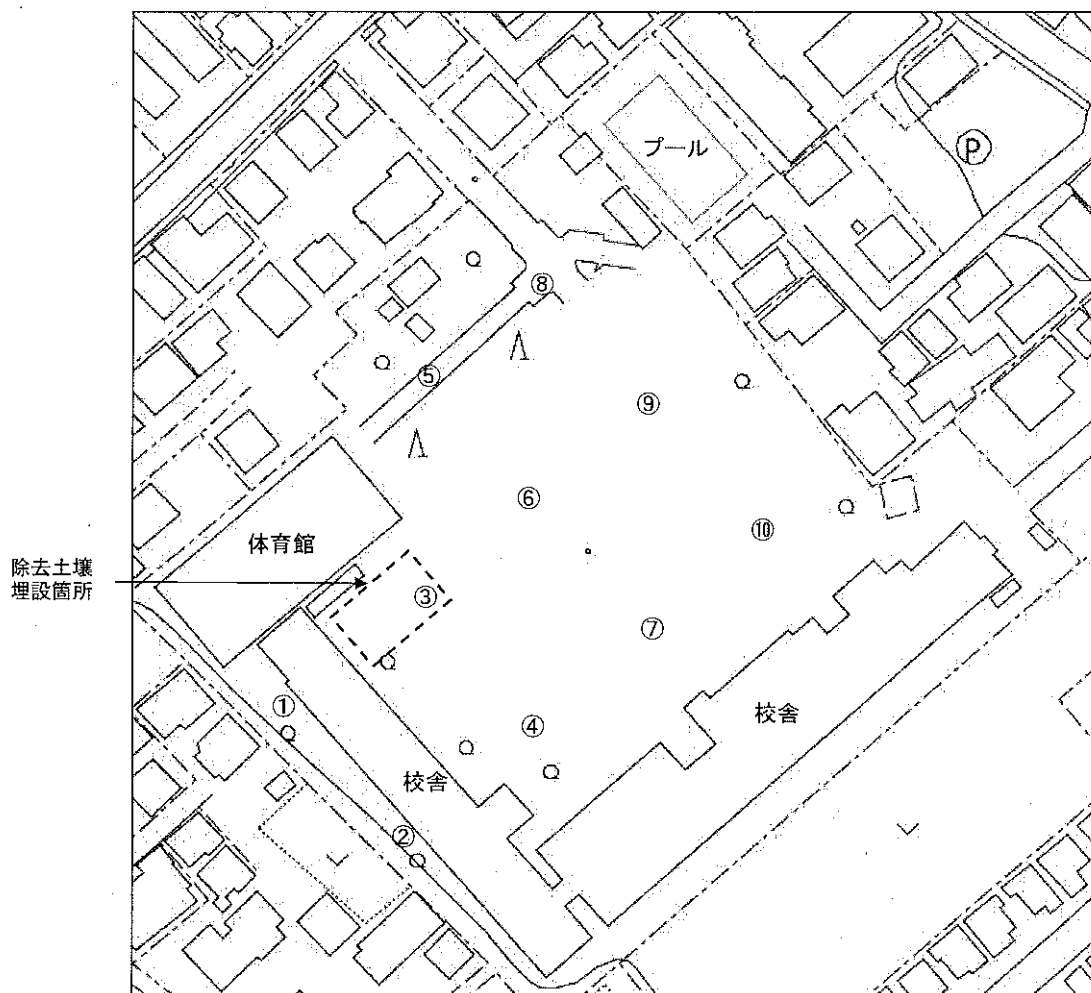 プール
Ⓟ
⑧
⑤
⑨
⑥
⑩
体育館
除去土壌
埋設箇所
③
⑦
①
④
校舎
校舎
②